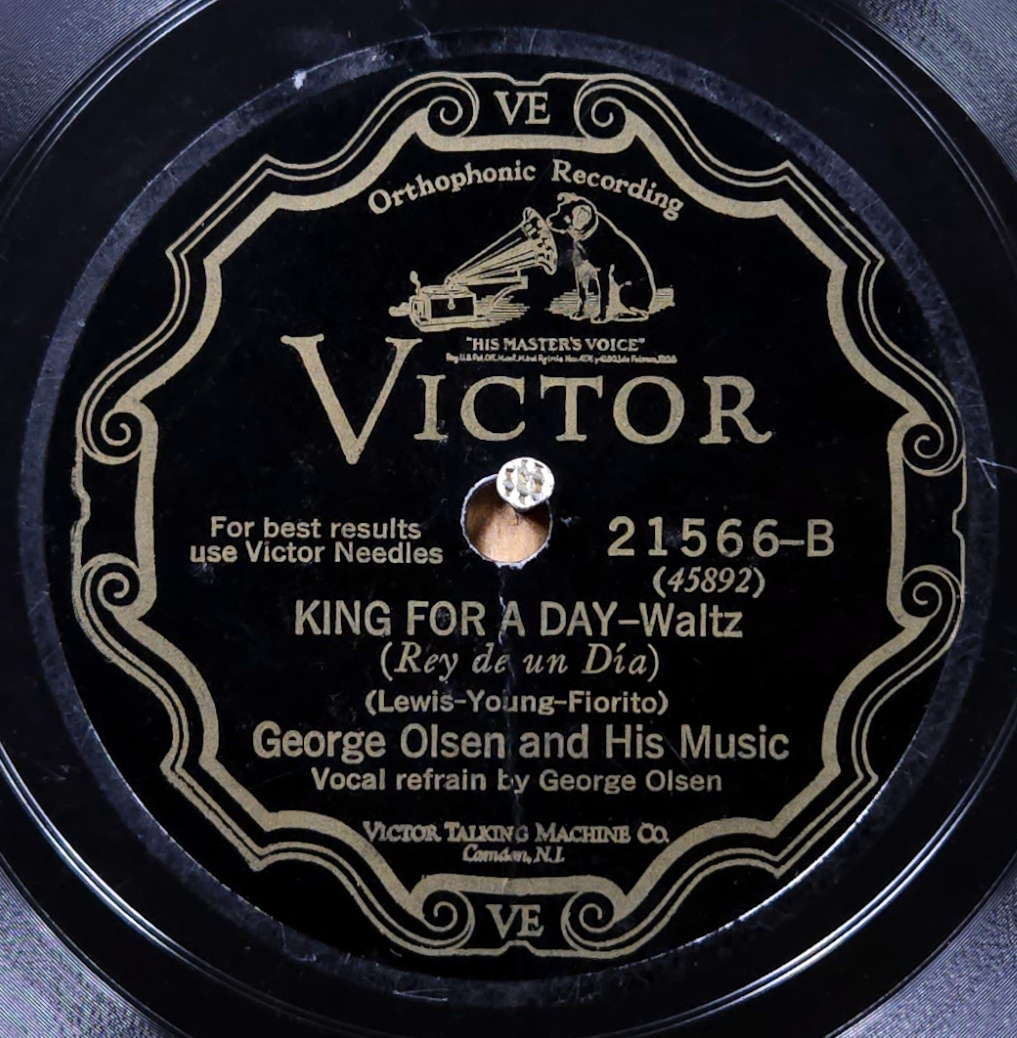 VE
Orthophonic Recording
"HIS MASTER'S VOICE"
VICTOR
For best results
use Victor Needles
21566-B
(45892)
KING FOR A DAY-Waltz
(Rey de un Día)
(Lewis-Young-Fiorito)
George Olsen and His Music
Vocal refrain by George Olsen
VICTOR TALKING MACHINE CO.
Camden, N.J.
VE